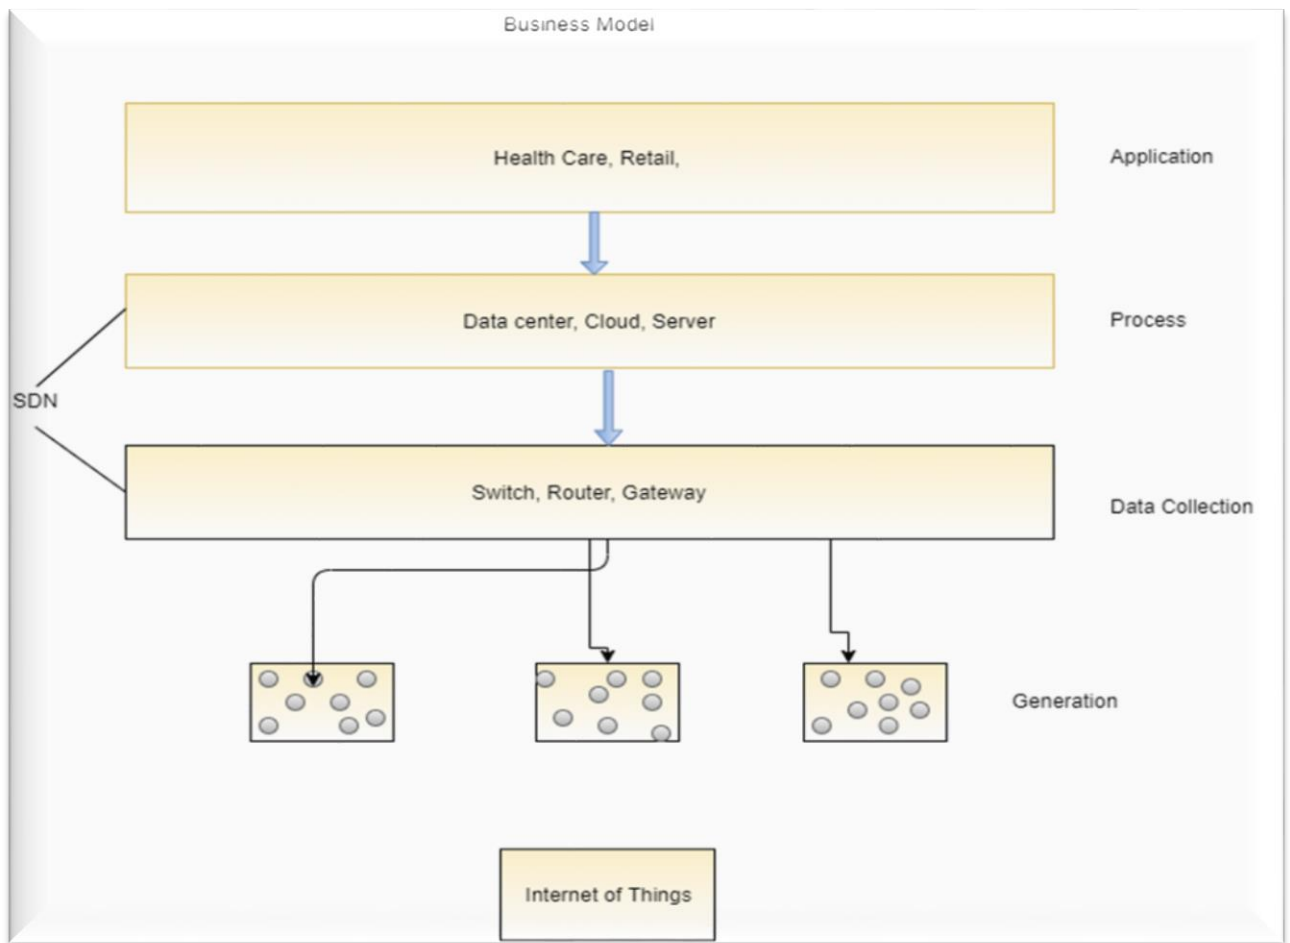 Business Model
Health Care, Retail,
Application
Data center, Cloud, Server
Process
SDN
Switch, Router, Gateway
Data Collection
Generation
Internet of Things